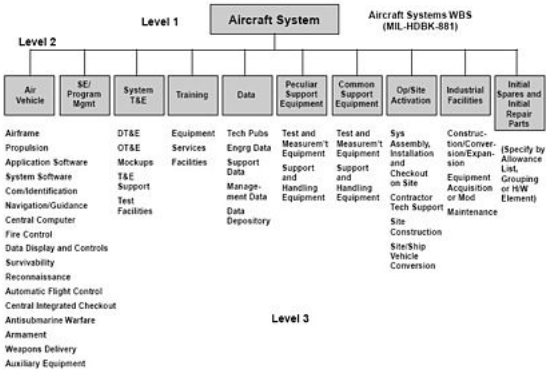 Level 1
Aircraft System
Aircraft Systems WBS
(MIL-HDBK-881)
Level 2
Air
Vehicle
SE/
Program
Mgmt
System
T&E
Training
Data
Peculiar
Support
Equipment
Common
Support
Equipment
Op/Site
Activation
Industrial
Facilities
Initial
Spares and
Initial
Repair
Parts
Airframe
Propulsion
Application Software
System Software
Com/Identification
Navigation/Guidance
Central Computer
Fire Control
Data Display and Controls
Survivability
Reconnaissance
Automatic Flight Control
Central Integrated Checkout
Antisubmarine Warfare
Armament
Weapons Delivery
Auxiliary Equipment
DT&E
OT&E
Mockups
T&E
Support
Test
Facilities
Equipment
Services
Facilities
Tech Pubs
Engrg Data
Support
Data
Manage-
ment Data
Data
Depository
Test and
Measurem't
Equipment
Support
and
Handling
Equipment
Test and
Measurem't
Equipment
Support
and
Handling
Equipment
Sys
Assembly,
Installation
and
Checkout
on Site
Contractor
Tech Support
Site
Construction
Site/Ship
Vehicle
Conversion
Construc-
tion/Conver-
sion/Expan-
sion
Equipment
Acquisition
or Mod
Maintenance
(Specify by
Allowance
List,
Grouping
or H/W
Element)
Level 3